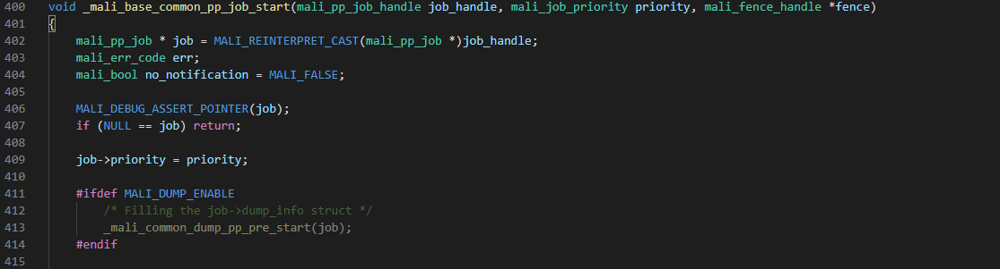 400 void _mali_base_common_pp_job_start(mali_pp_job_handle job_handle, mali_job_priority priority, mali_fence_handle *fence)
401 {
402     mali_pp_job * job = MALI_REINTERPRET_CAST(mali_pp_job *)job_handle;
403     mali_err_code err;
404     mali_bool no_notification = MALI_FALSE;
405
406     MALI_DEBUG_ASSERT_POINTER(job);
407     if (NULL == job) return;
408
409     job->priority = priority;
410
411     #ifdef MALI_DUMP_ENABLE
412         /* Filling the job->dump_info struct */
413         _mali_common_dump_pp_pre_start(job);
414     #endif
415